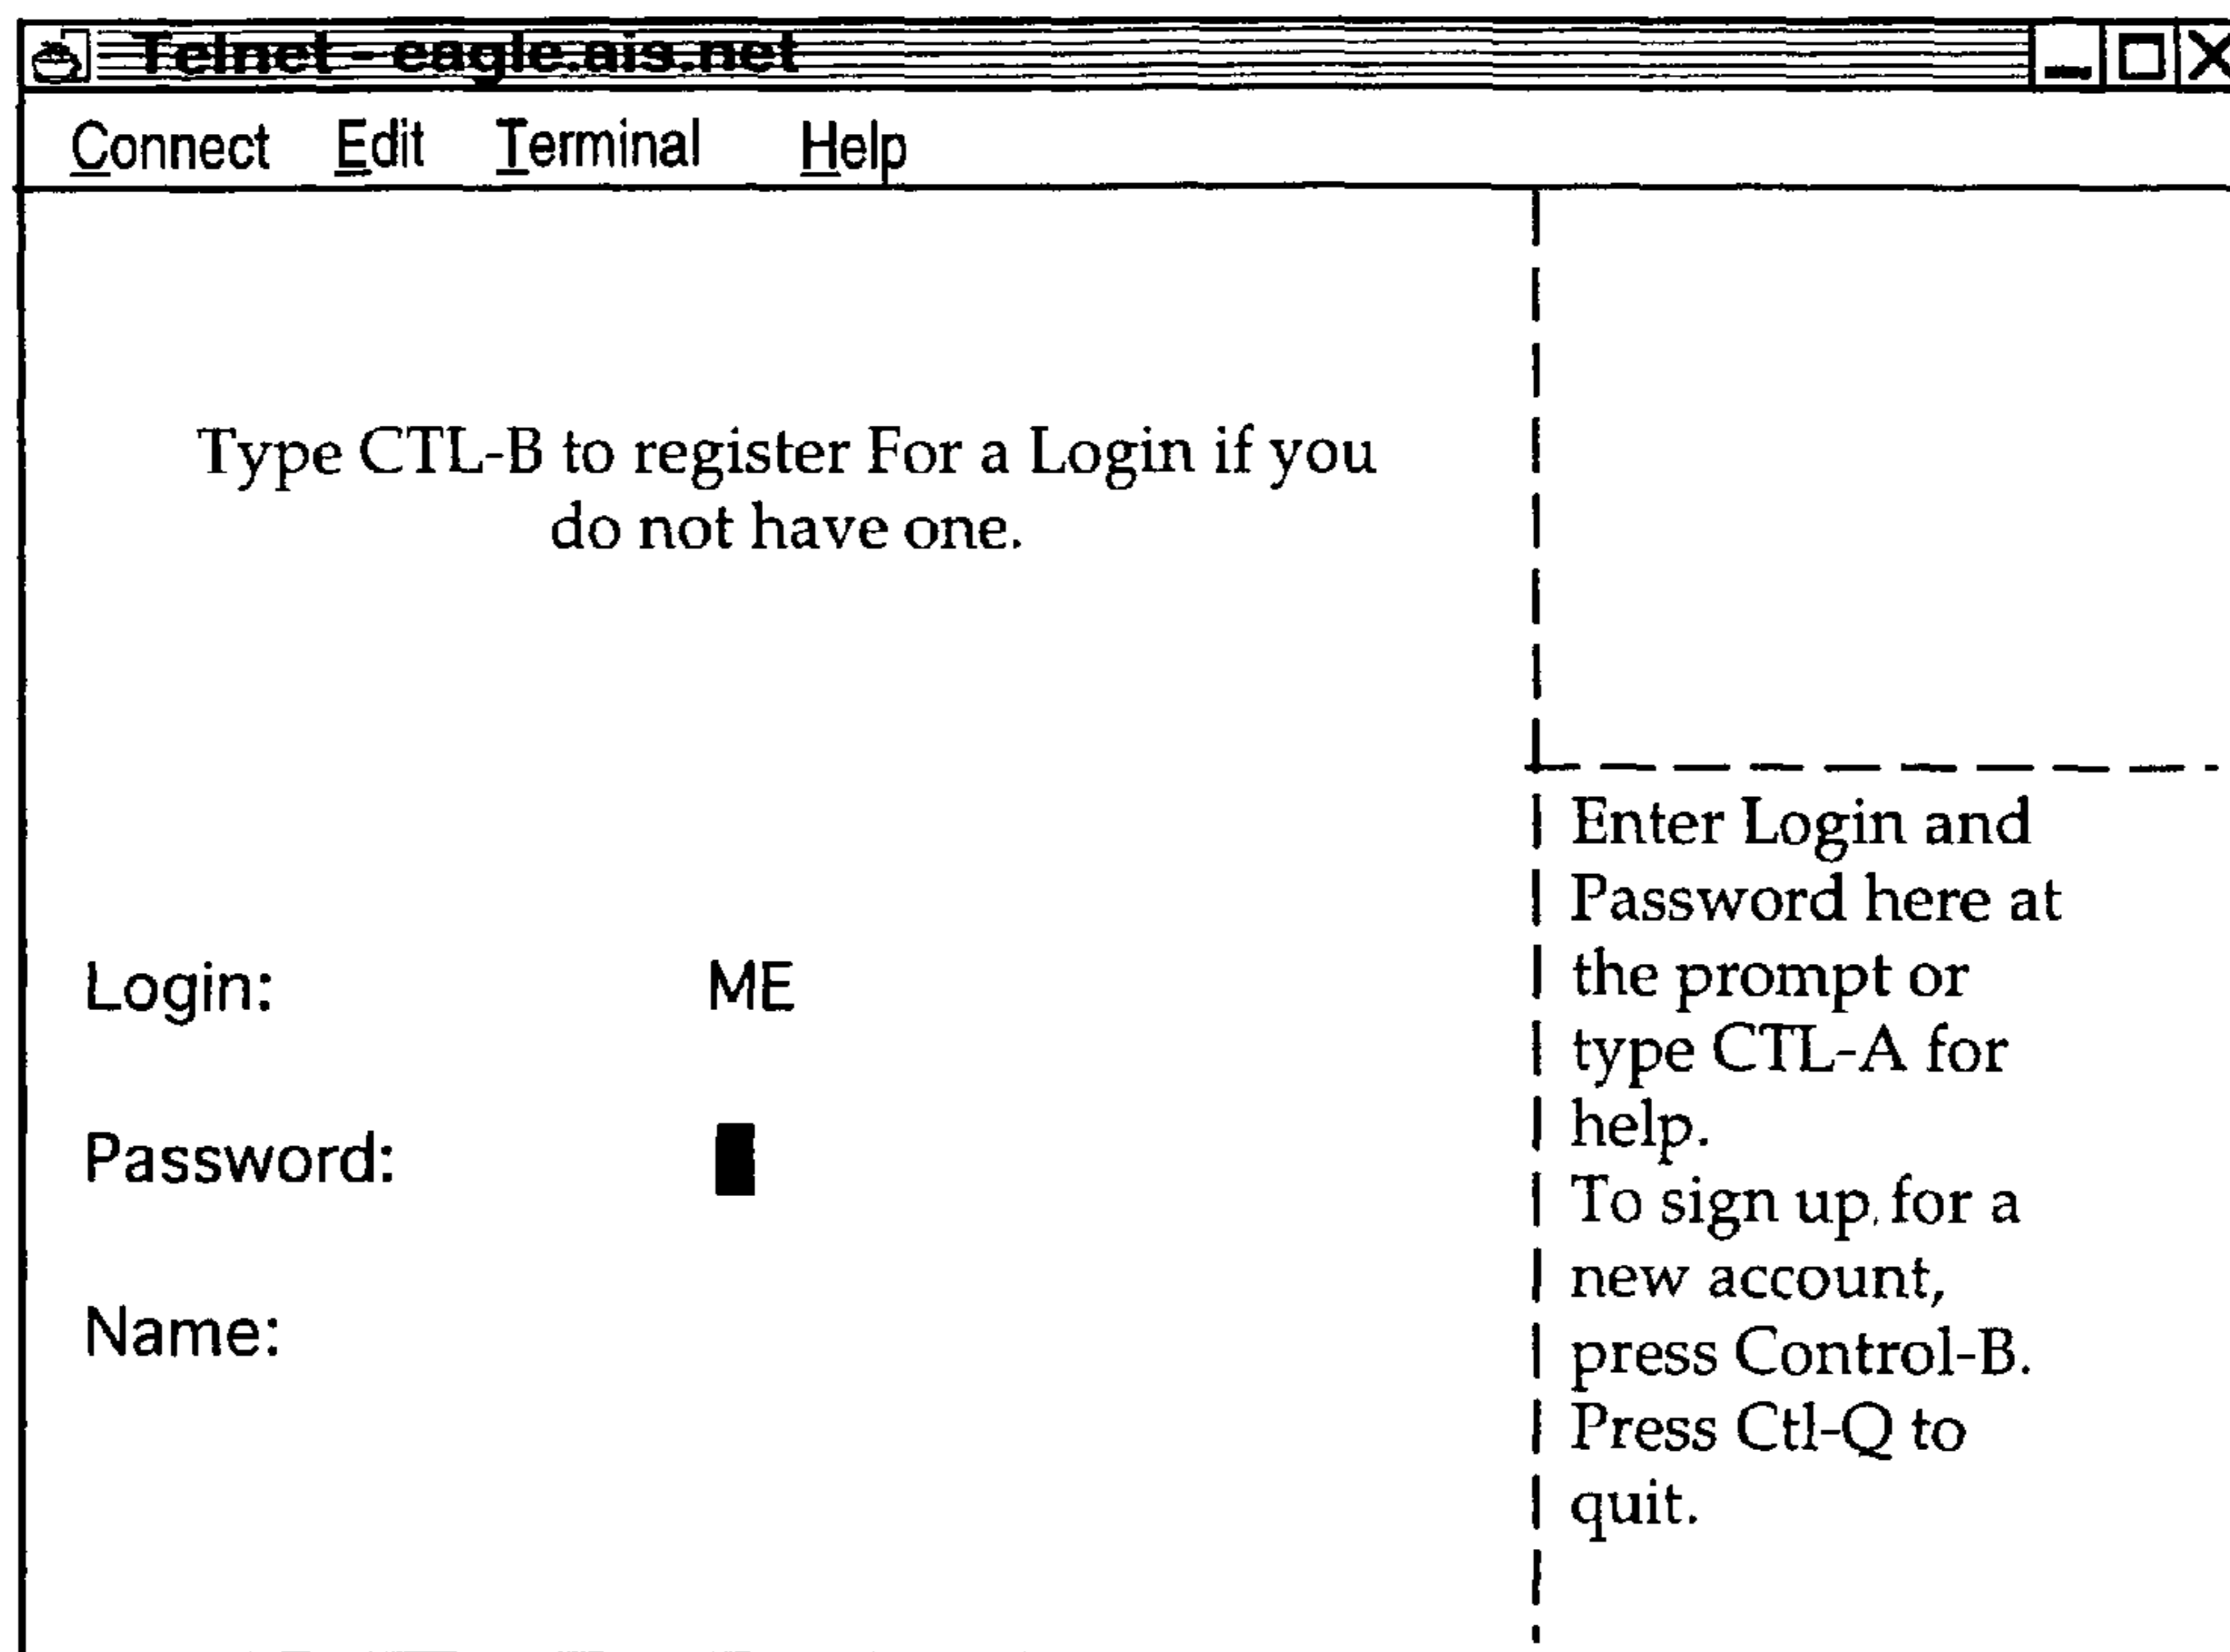 Telnet - eagle.ais.net
Connect Edit Terminal Help
Type CTL-B to register For a Login if you
do not have one.
Login: ME
Password:
Name:
Enter Login and
Password here at
the prompt or
type CTL-A for
help.
To sign up for a
new account,
press Control-B.
Press Ctl-Q to
quit.